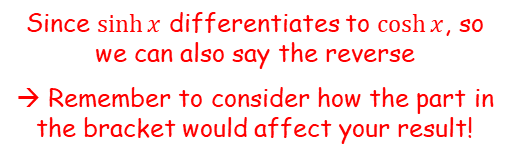 Since sinh x differentiates to cosh x, so
we can also say the reverse
→ Remember to consider how the part in
the bracket would affect your result!